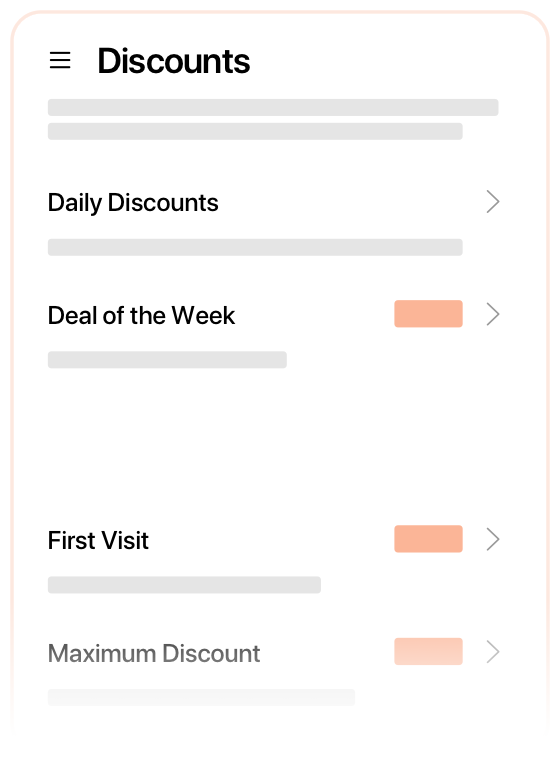 Discounts
Daily Discounts
Deal of the Week
First Visit
Maximum Discount